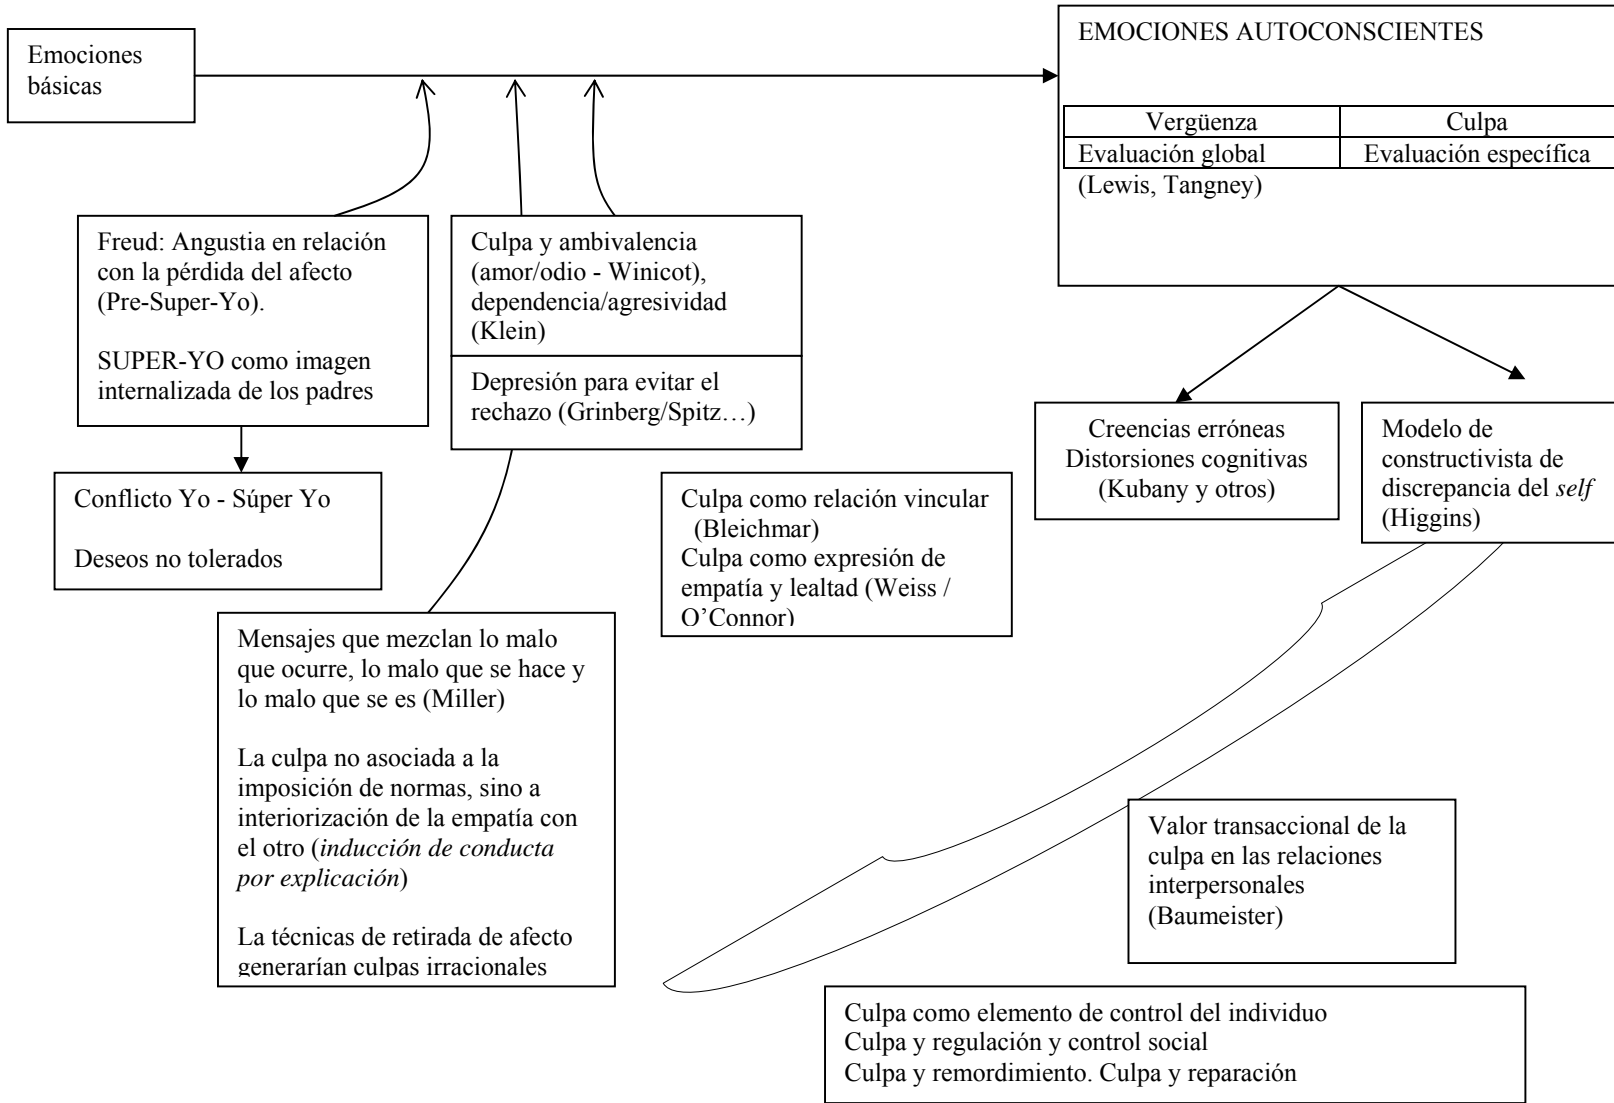 Emociones
básicas
EMOCIONES AUTOCONSCIENTES
Vergüenza
Culpa
Evaluación global
Evaluación específica
(Lewis, Tangney)
Freud: Angustia en relación
con la pérdida del afecto
(Pre-Super-Yo).
SUPER-YO como imagen
internalizada de los padres
Culpa y ambivalencia
(amor/odio - Winicot),
dependencia/agresividad
(Klein)
Depresión para evitar el
rechazo (Grinberg/Spitz…)
Conflicto Yo - Súper Yo
Deseos no tolerados
Culpa como relación vincular
(Bleichmar)
Culpa como expresión de
empatía y lealtad (Weiss /
O’Connor)
Creencias erróneas
Distorsiones cognitivas
(Kubany y otros)
Modelo de
constructivista de
discrepancia del self
(Higgins)
Mensajes que mezclan lo malo
que ocurre, lo malo que se hace y
lo malo que se es (Miller)
La culpa no asociada a la
imposición de normas, sino a
interiorización de la empatía con
el otro (inducción de conducta
por explicación)
La técnicas de retirada de afecto
generarían culpas irracionales
Valor transaccional de la
culpa en las relaciones
interpersonales
(Baumeister)
Culpa como elemento de control del individuo
Culpa y regulación y control social
Culpa y remordimiento. Culpa y reparación